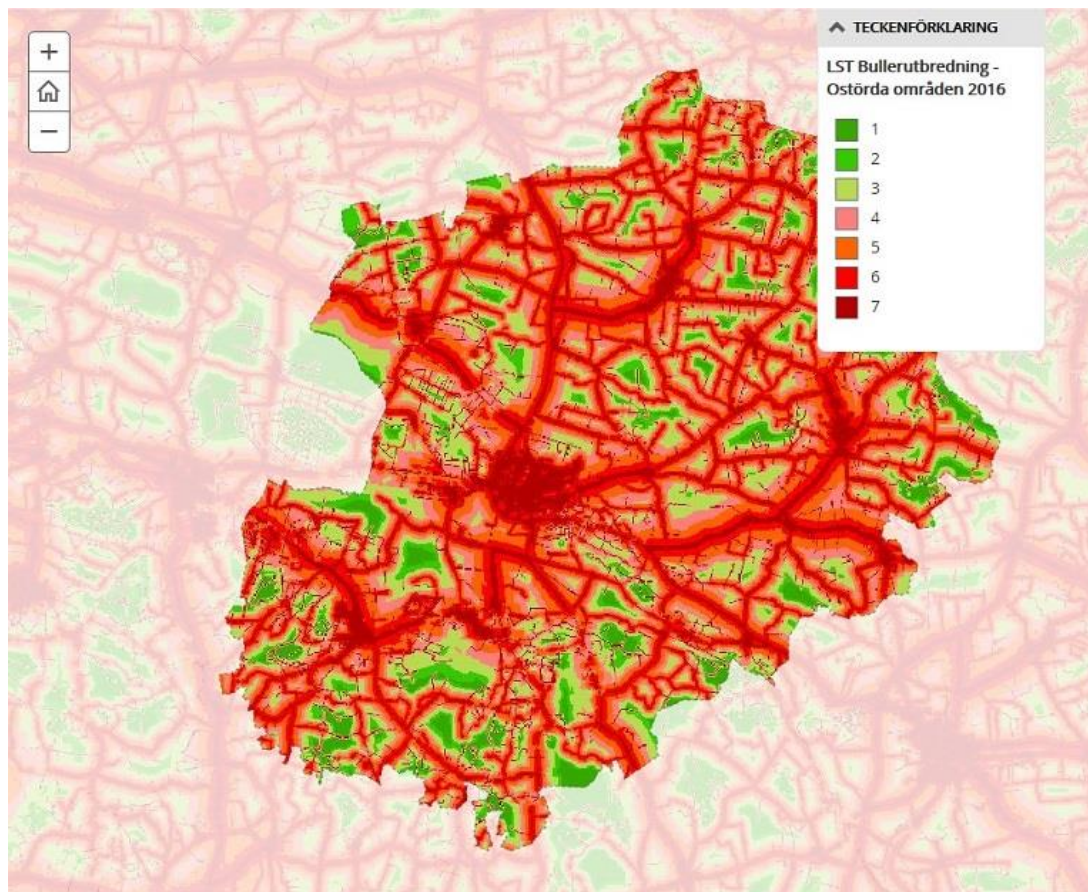 TECKENFÖRKLARING
LST Bullerutbredning -
Ostörda områden 2016
1
2
3
4
5
6
7